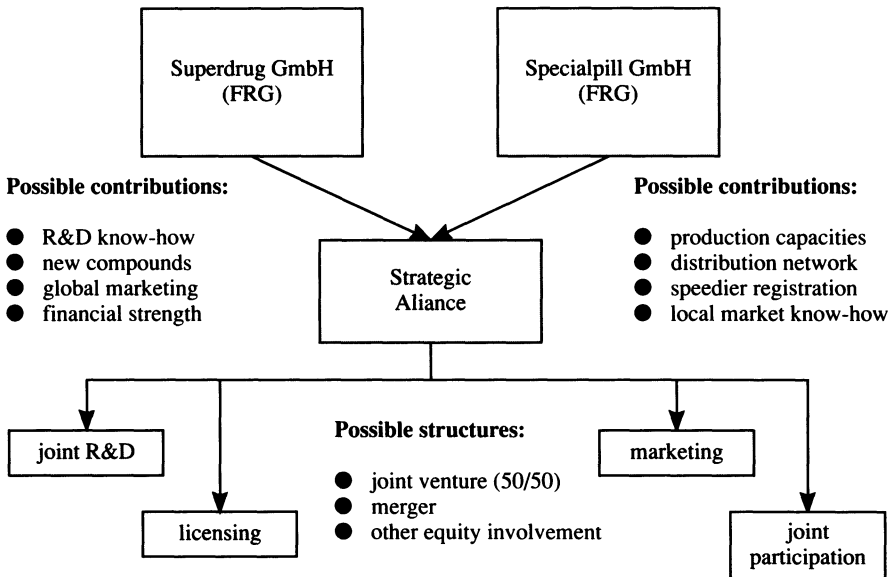 Superdrug GmbH
(FRG)
Specialpill GmbH
(FRG)
Possible contributions:
● R&D know-how
● new compounds
● global marketing
● financial strength
Strategic
Aliance
Possible contributions:
● production capacities
● distribution network
● speedier registration
● local market know-how
joint R&D
licensing
Possible structures:
● joint venture (50/50)
● merger
● other equity involvement
marketing
joint
participation